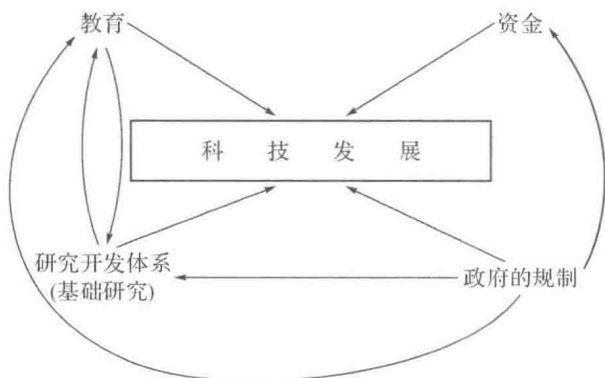 教育
资金
科技发展
研究开发体系
(基础研究)
政府的规制